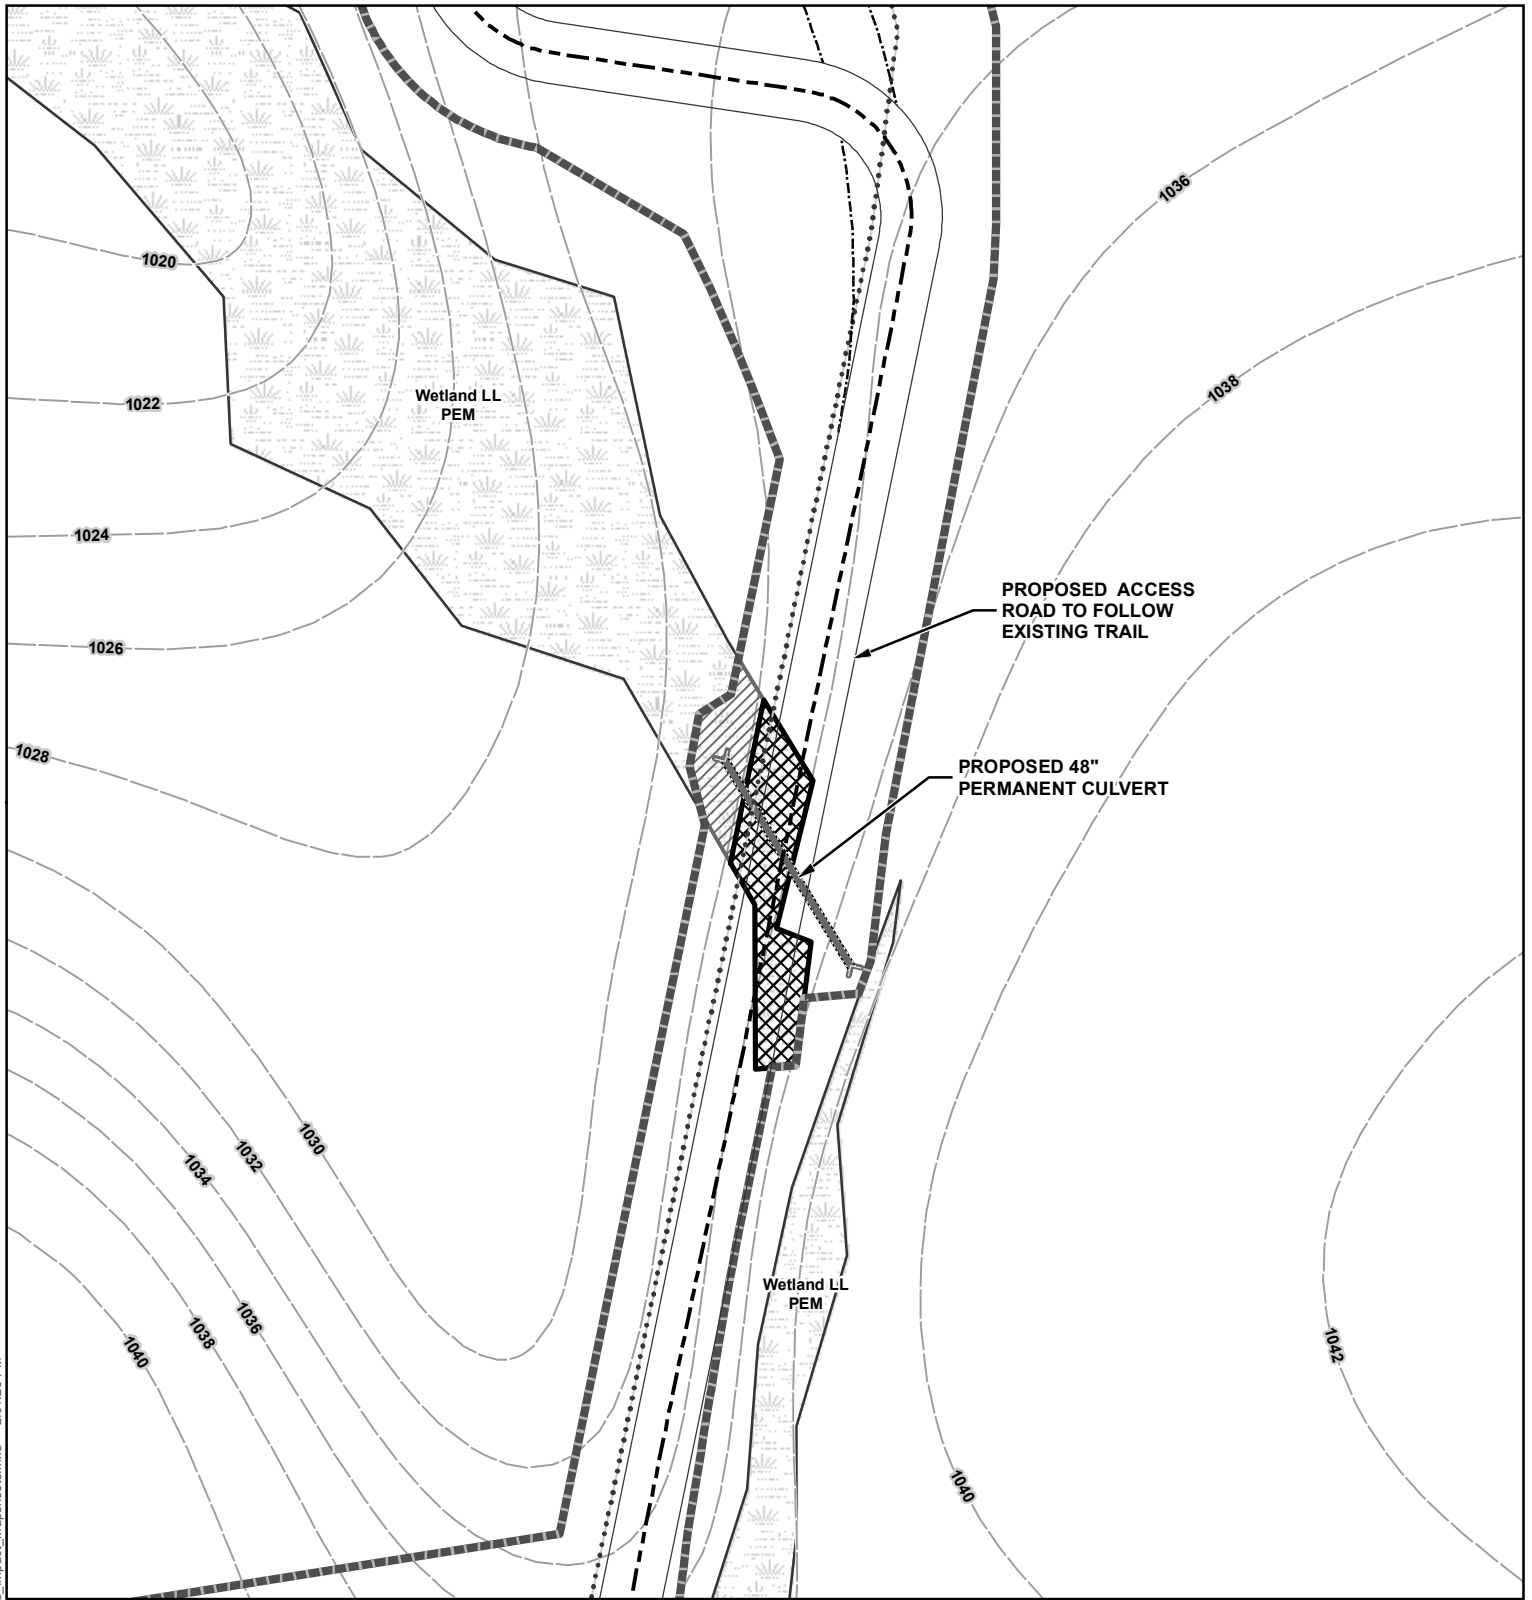 1036
1020
1038
1022
Wetland LL
PEM
1024
PROPOSED  ACCESS
ROAD TO FOLLOW
EXISTING TRAIL
1026
1028
PROPOSED 48"
PERMANENT CULVERT
1030
1032
1034
Wetland LL
PEM
1036
1038
1040
1042
1040